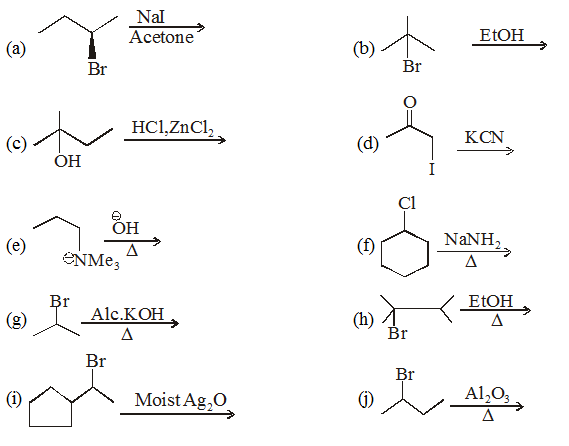 (a) NaI
Acetone
Br
(b) EtOH
Br
(c) HCl,ZnCl₂
OH
(d) O
KCN
I
(e) ⊖
OH
Δ
⊖NMe₃
(f) Cl
NaNH₂
Δ
(g) Br
Alc.KOH
Δ
(h) EtOH
Δ
Br
(i) Br
Moist Ag₂O
(j) Br
Al₂O₃
Δ